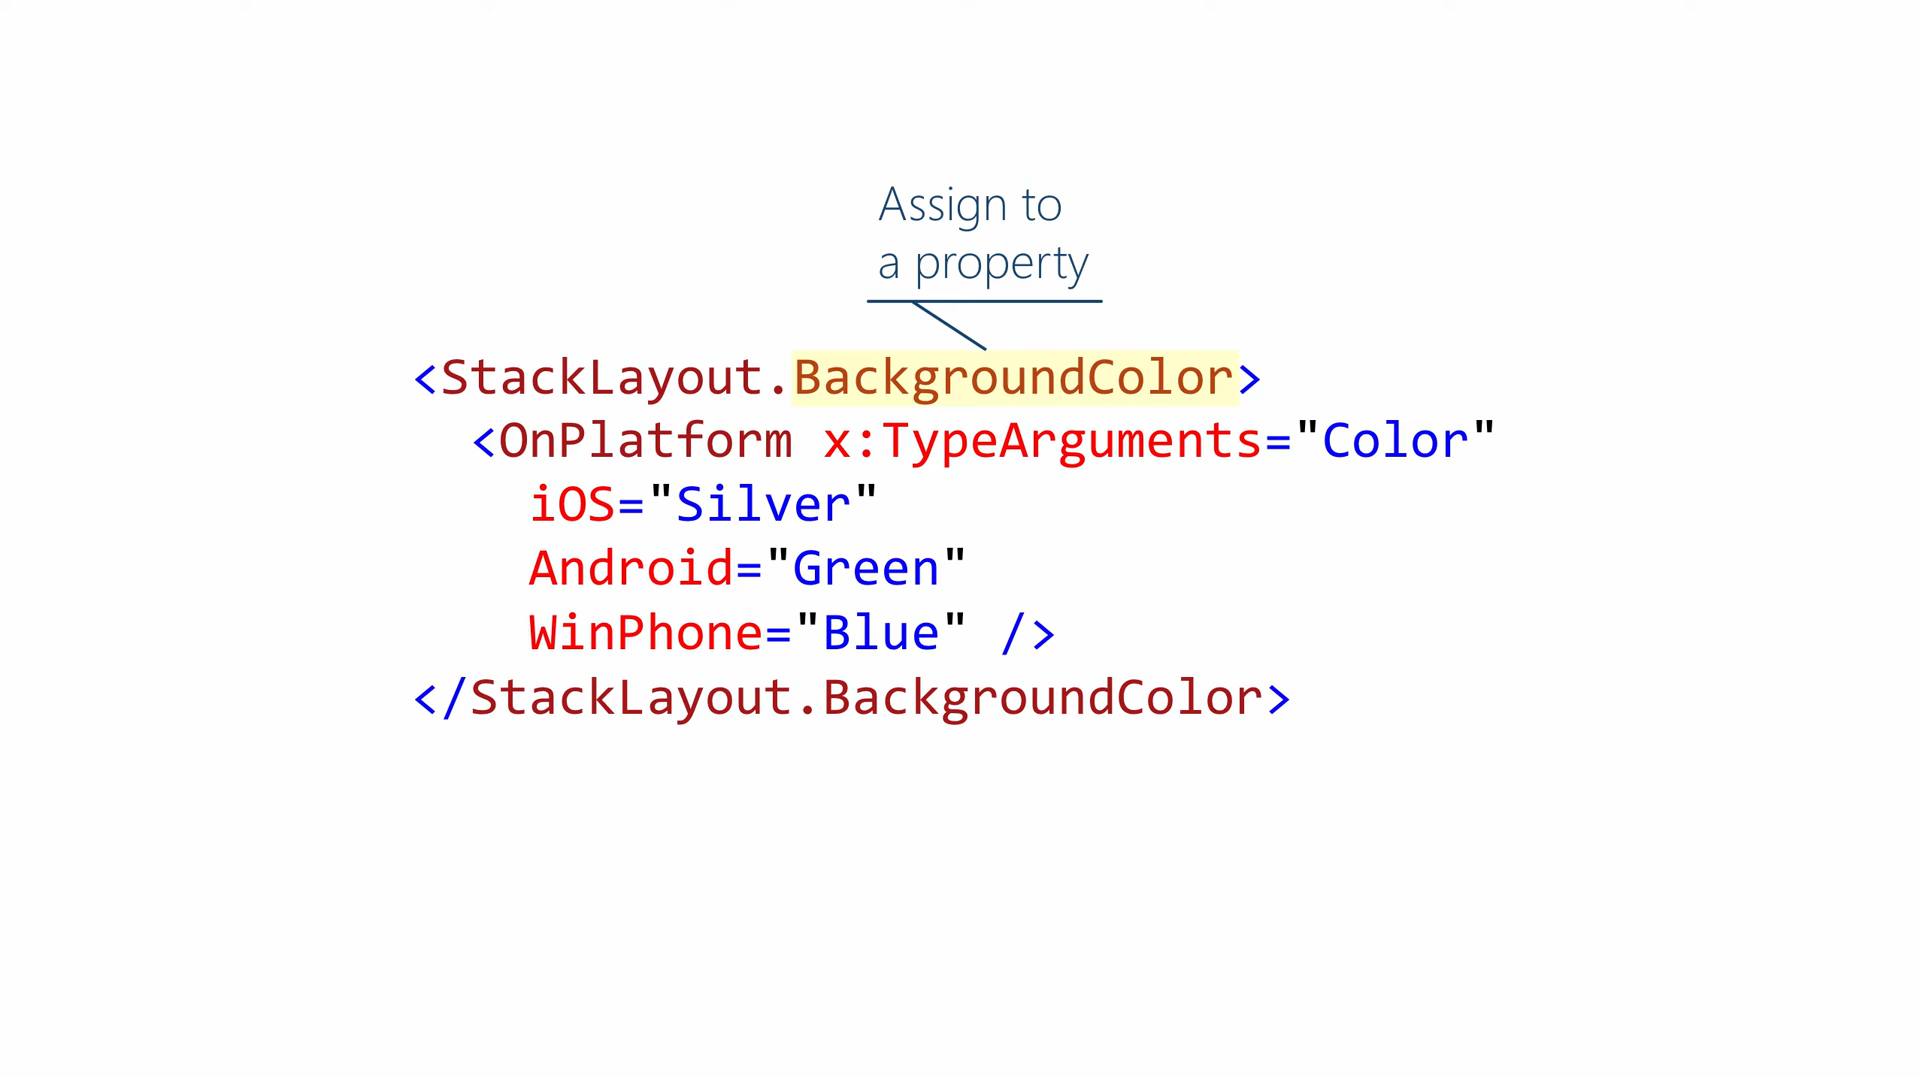 Assign to
a property
<StackLayout.BackgroundColor>
<OnPlatform x:TypeArguments="Color"
iOS="Silver"
Android="Green"
WinPhone="Blue" />
</StackLayout.BackgroundColor>